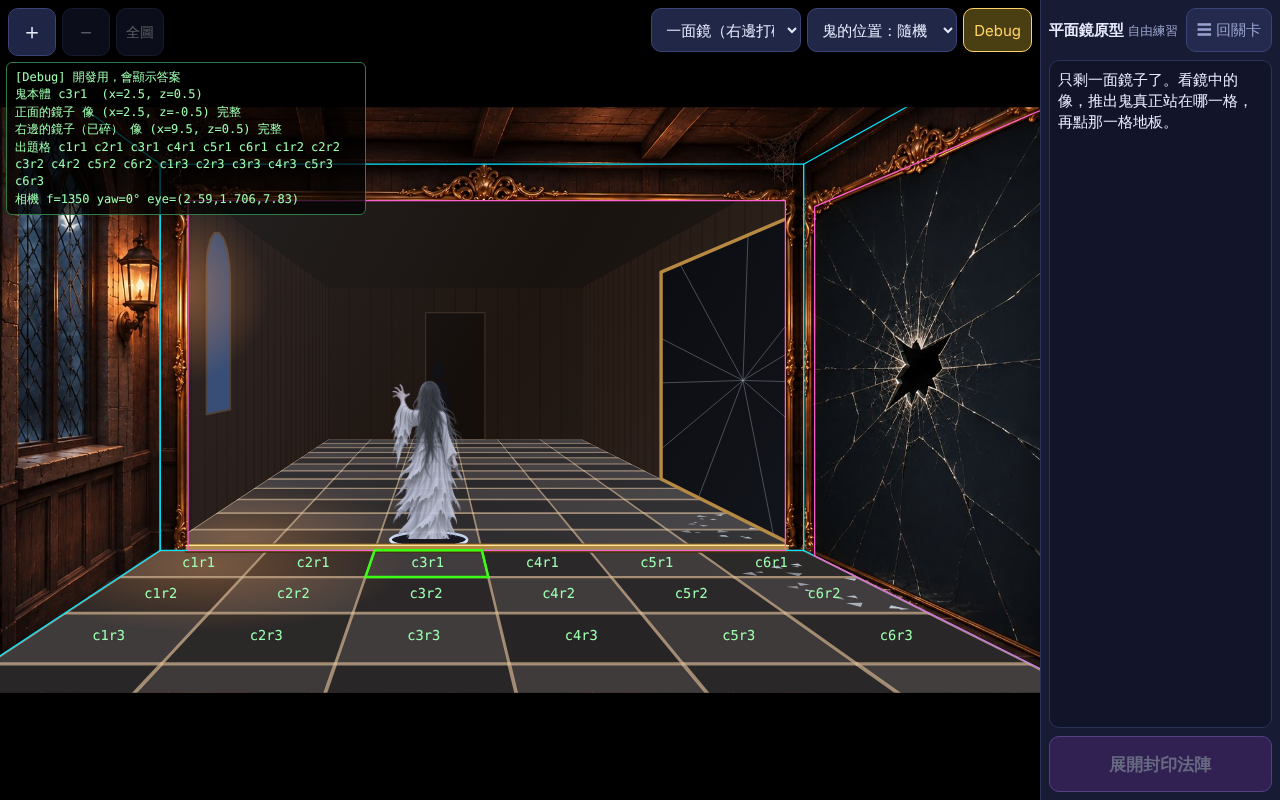 +
−
全圖
一面鏡（右邊打
鬼的位置：隨機
Debug
平面鏡原型 自由練習
☰ 回關卡
[Debug] 開發用，會顯示答案
鬼本體 c3r1  (x=2.5, z=0.5)
正面的鏡子 像 (x=2.5, z=-0.5) 完整
右邊的鏡子（已碎） 像 (x=9.5, z=0.5) 完整
出題格 c1r1 c2r1 c3r1 c4r1 c5r1 c6r1 c1r2 c2r2
c3r2 c4r2 c5r2 c6r2 c1r3 c2r3 c3r3 c4r3 c5r3
c6r3
相機 f=1350 yaw=0° eye=(2.59,1.706,7.83)
只剩一面鏡子了。看鏡中的
像，推出鬼真正站在哪一格，
再點那一格地板。
c1r1 c2r1 c3r1 c4r1 c5r1 c6r1
c1r2 c2r2 c3r2 c4r2 c5r2 c6r2
c1r3 c2r3 c3r3 c4r3 c5r3 c6r3
展開封印法陣